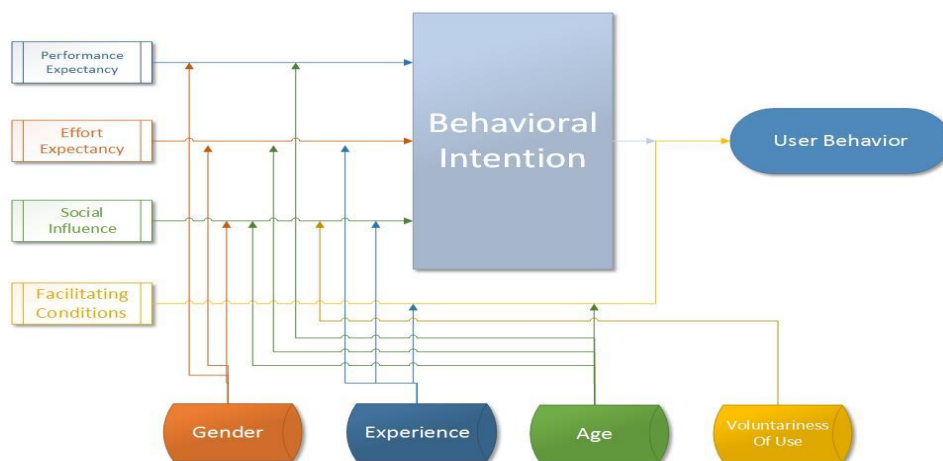 Performance
Expectancy
Effort
Expectancy
Social
Influence
Facilitating
Conditions
Behavioral
Intention
User Behavior
Gender
Experience
Age
Voluntariness
Of Use